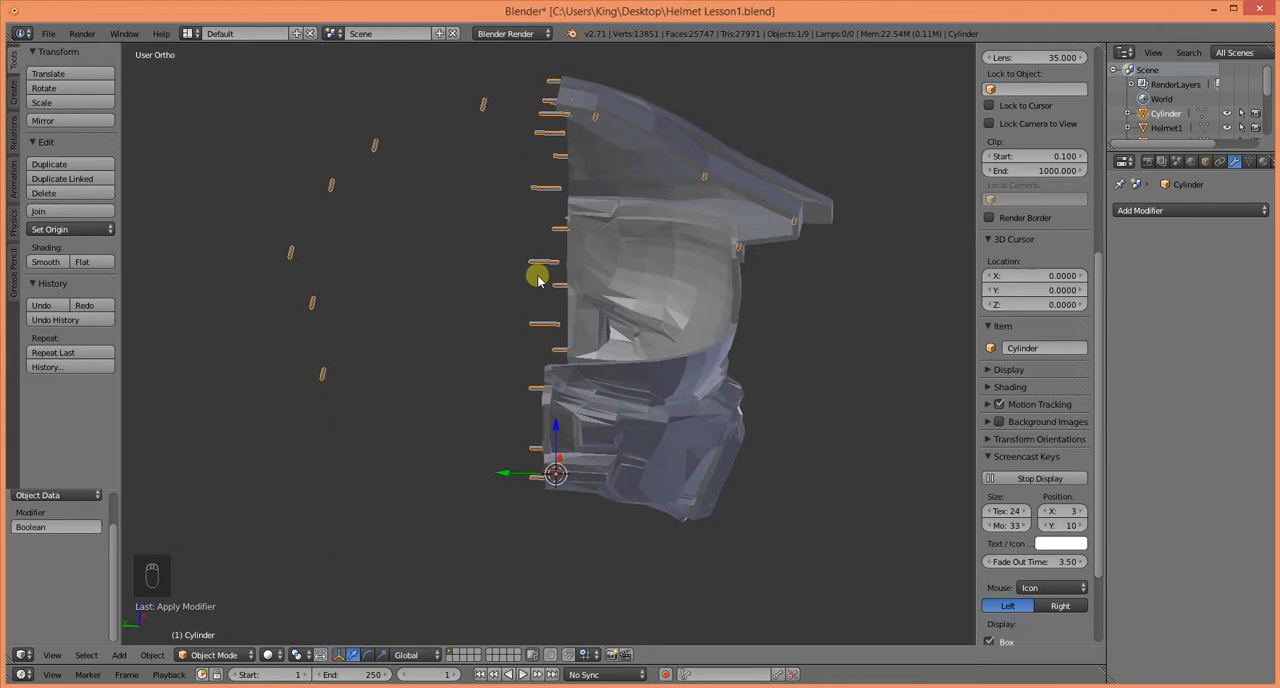 Blender* [C:\Users\King\Desktop\Helmet Lesson1.blend]
File Render Window Help
Default
Scene
Blender Render
v2.71 | Verts:13851 | Faces:25747 | Tris:27971 | Objects:1/9 | Lamps:0/0 | Mem:22.54M (0.11M) | Cylinder
View Search All Scenes
Tools
Create
Relations
Animation
Physics
Grease Pencil
Transform
Translate
Rotate
Scale
Mirror
Edit
Duplicate
Duplicate Linked
Delete
Join
Set Origin
Shading:
Smooth Flat
History
Undo Redo
Undo History
Repeat:
Repeat Last
History...
Object Data
Modifier
Boolean
User Ortho
Last: Apply Modifier
(1) Cylinder
Lens: 35.000
Lock to Object:
Lock to Cursor
Lock Camera to View
Clip:
Start: 0.100
End: 1000.000
Local Camera:
Render Border
3D Cursor
Location:
X: 0.0000
Y: 0.0000
Z: 0.0000
Item
Cylinder
Display
Shading
Motion Tracking
Background Images
Transform Orientations
Screencast Keys
Stop Display
Size: Position:
Tex: 24 X: 3
Mo: 33 Y: 10
Text / Icon ...
Fade Out Time: 3.50
Mouse: Icon
Left Right
Display:
Box
Scene
RenderLayers
World
Cylinder
Helmet1
Cylinder
Add Modifier
View Select Add Object Object Mode Global
View Marker Frame Playback Start: 1 End: 250 1 No Sync